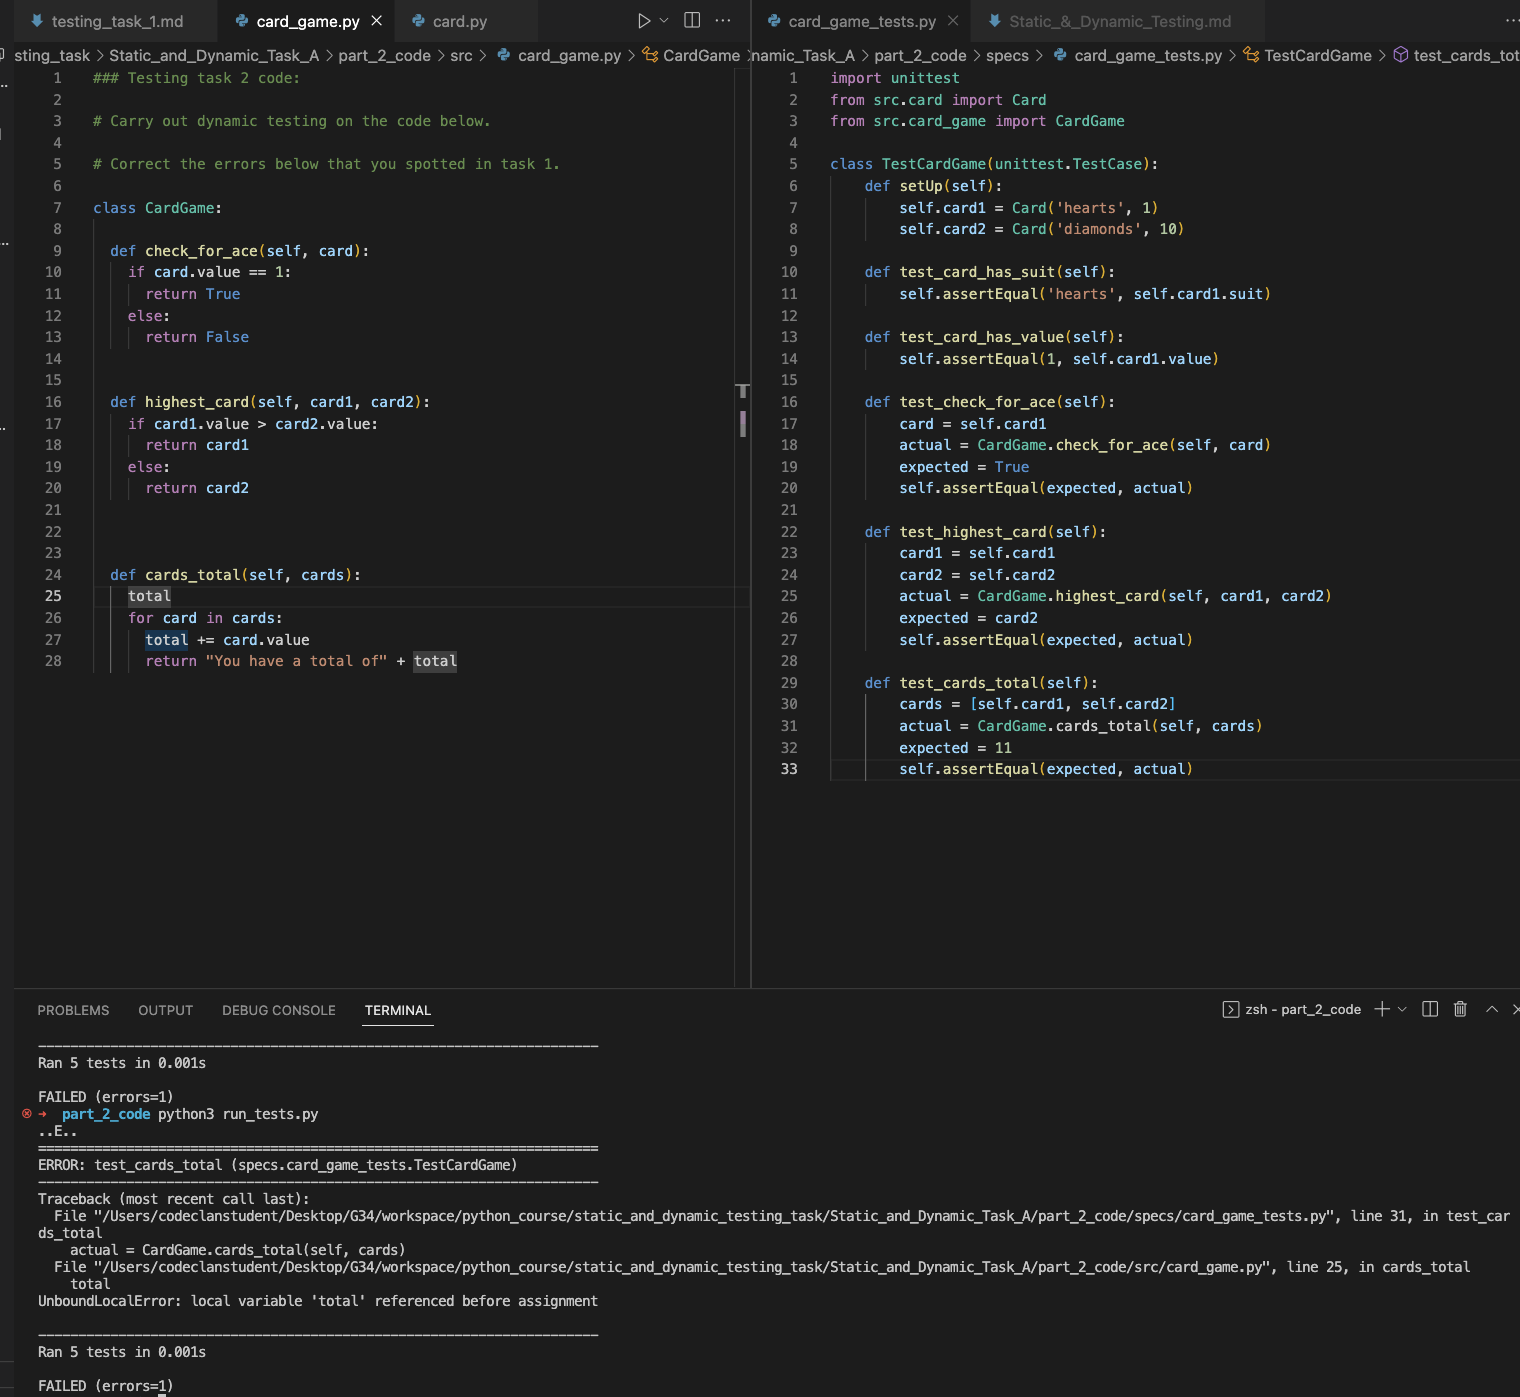 testing_task_1.md
card_game.py
card.py
card_game_tests.py
Static_&_Dynamic_Testing.md
sting_task > Static_and_Dynamic_Task_A > part_2_code > src > card_game.py > CardGame >
namic_Task_A > part_2_code > specs > card_game_tests.py > TestCardGame > test_cards_tot
1 ### Testing task 2 code:
2
3 # Carry out dynamic testing on the code below.
4
5 # Correct the errors below that you spotted in task 1.
6
7 class CardGame:
8
9 def check_for_ace(self, card):
10 if card.value == 1:
11 return True
12 else:
13 return False
14
15
16 def highest_card(self, card1, card2):
17 if card1.value > card2.value:
18 return card1
19 else:
20 return card2
21
22
23
24 def cards_total(self, cards):
25 total
26 for card in cards:
27 total += card.value
28 return "You have a total of" + total
1 import unittest
2 from src.card import Card
3 from src.card_game import CardGame
4
5 class TestCardGame(unittest.TestCase):
6 def setUp(self):
7 self.card1 = Card('hearts', 1)
8 self.card2 = Card('diamonds', 10)
9
10 def test_card_has_suit(self):
11 self.assertEqual('hearts', self.card1.suit)
12
13 def test_card_has_value(self):
14 self.assertEqual(1, self.card1.value)
15
16 def test_check_for_ace(self):
17 card = self.card1
18 actual = CardGame.check_for_ace(self, card)
19 expected = True
20 self.assertEqual(expected, actual)
21
22 def test_highest_card(self):
23 card1 = self.card1
24 card2 = self.card2
25 actual = CardGame.highest_card(self, card1, card2)
26 expected = card2
27 self.assertEqual(expected, actual)
28
29 def test_cards_total(self):
30 cards = [self.card1, self.card2]
31 actual = CardGame.cards_total(self, cards)
32 expected = 11
33 self.assertEqual(expected, actual)
PROBLEMS OUTPUT DEBUG CONSOLE TERMINAL
zsh - part_2_code
Ran 5 tests in 0.001s
FAILED (errors=1)
part_2_code python3 run_tests.py
..E..
ERROR: test_cards_total (specs.card_game_tests.TestCardGame)
Traceback (most recent call last):
File "/Users/codeclanstudent/Desktop/G34/workspace/python_course/static_and_dynamic_testing_task/Static_and_Dynamic_Task_A/part_2_code/specs/card_game_tests.py", line 31, in test_car
ds_total
actual = CardGame.cards_total(self, cards)
File "/Users/codeclanstudent/Desktop/G34/workspace/python_course/static_and_dynamic_testing_task/Static_and_Dynamic_Task_A/part_2_code/src/card_game.py", line 25, in cards_total
total
UnboundLocalError: local variable 'total' referenced before assignment
Ran 5 tests in 0.001s
FAILED (errors=1)